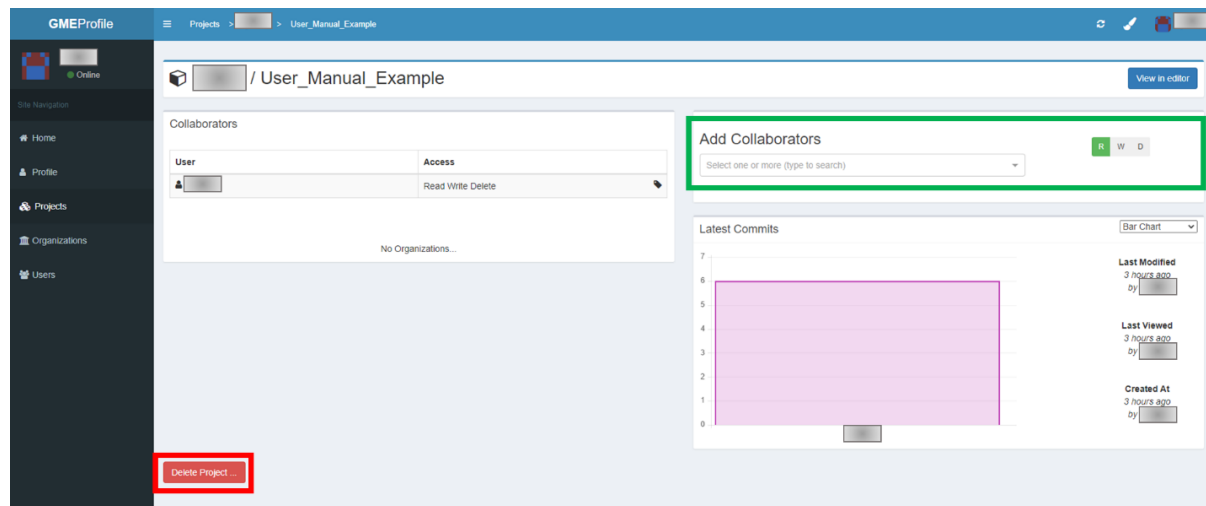 GMEProfile
Projects > > User_Manual_Example
Online
Site Navigation
Home
Profile
Projects
Organizations
Users
/ User_Manual_Example
View in editor
Collaborators
User Access
Read Write Delete
No Organizations...
Delete Project ...
Add Collaborators
R W D
Select one or more (type to search)
Latest Commits
Bar Chart
7
6
5
4
3
2
1
0
Last Modified
3 hours ago
by
Last Viewed
3 hours ago
by
Created At
3 hours ago
by